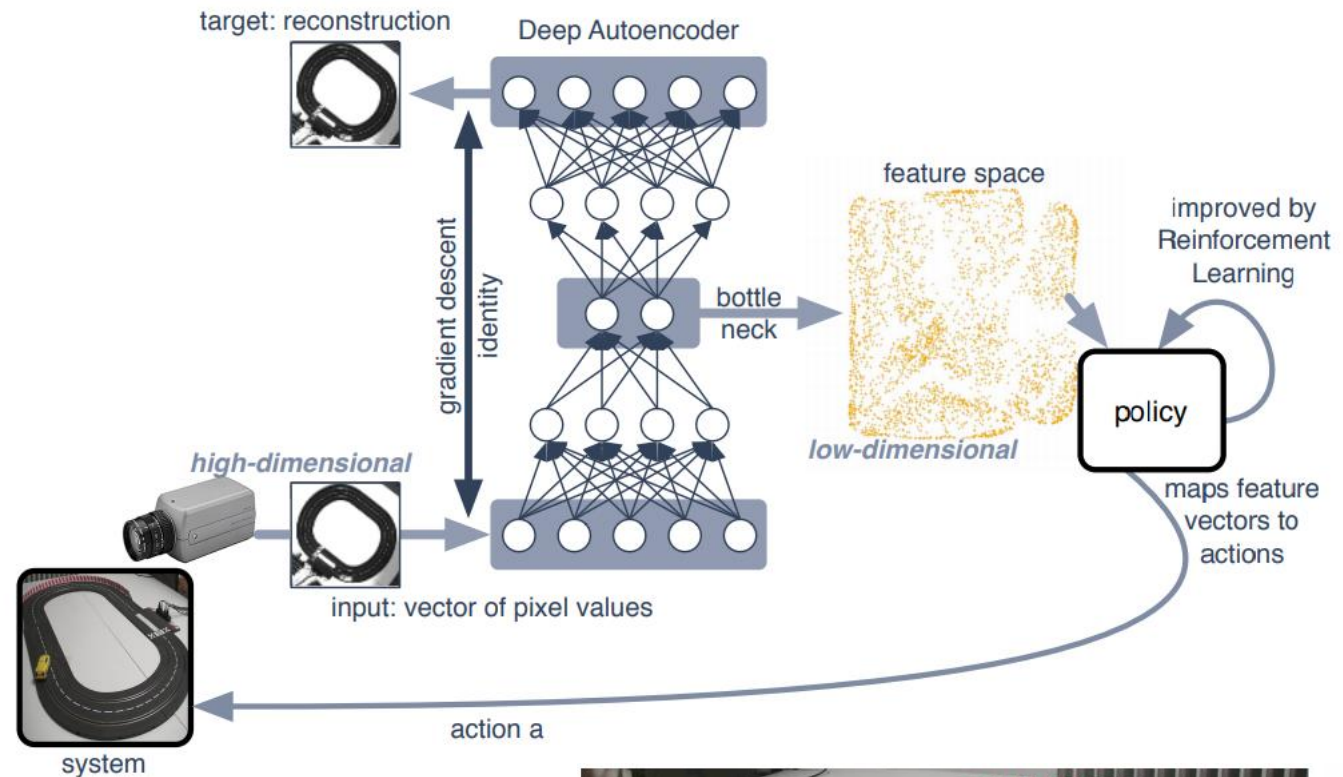 target: reconstruction
Deep Autoencoder
gradient descent
identity
feature space
improved by
Reinforcement
Learning
bottle
neck
policy
high-dimensional
low-dimensional
maps feature
vectors to
actions
input: vector of pixel values
action a
system